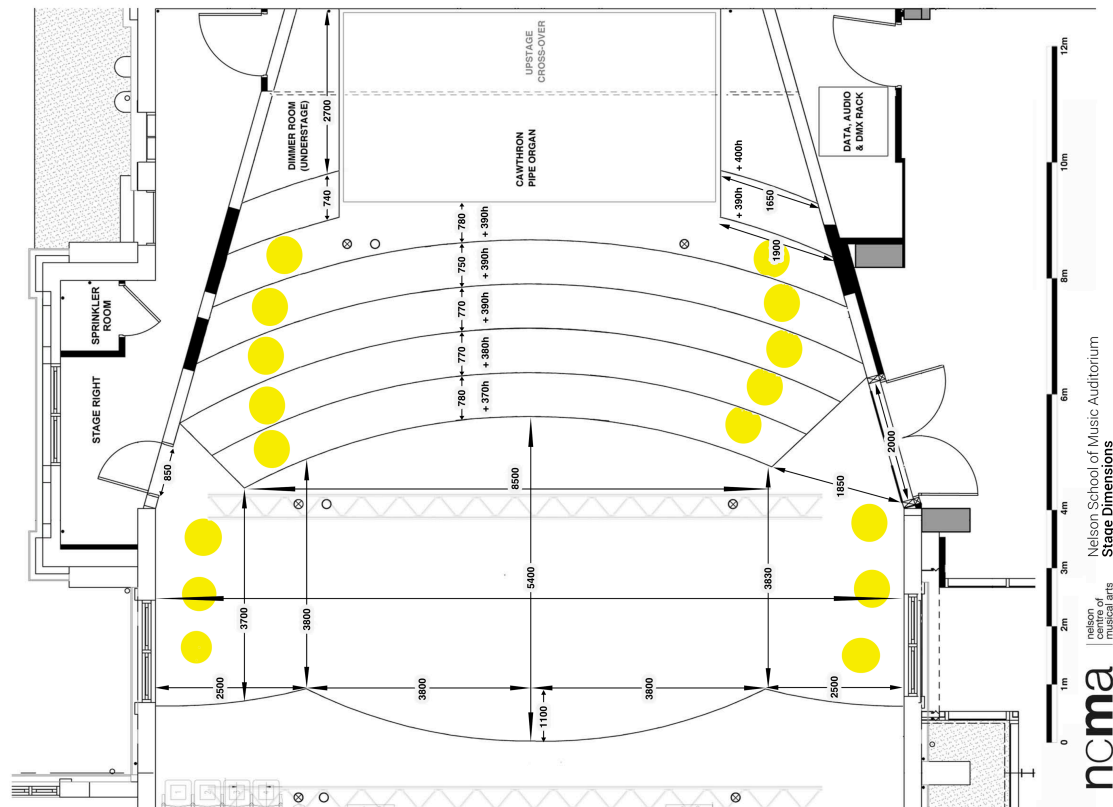 UPSTAGE
CROSS-OVER
DIMMER ROOM
(UNDERSTAGE)
2700
CAWTHRON
PIPE ORGAN
DATA, AUDIO
& DMX RACK
740
+ 400h
+ 390h
1650
1900
780
+ 390h
750
+ 390h
770
+ 390h
770
+ 380h
780
+ 370h
SPRINKLER
ROOM
STAGE RIGHT
850
8500
2000
1850
5400
3700
3800
3830
2500
3800
3800
2500
1100
12m
10m
8m
6m
4m
3m
2m
1m
0
ncma
nelson
centre of
musical arts
Nelson School of Music Auditorium
Stage Dimensions